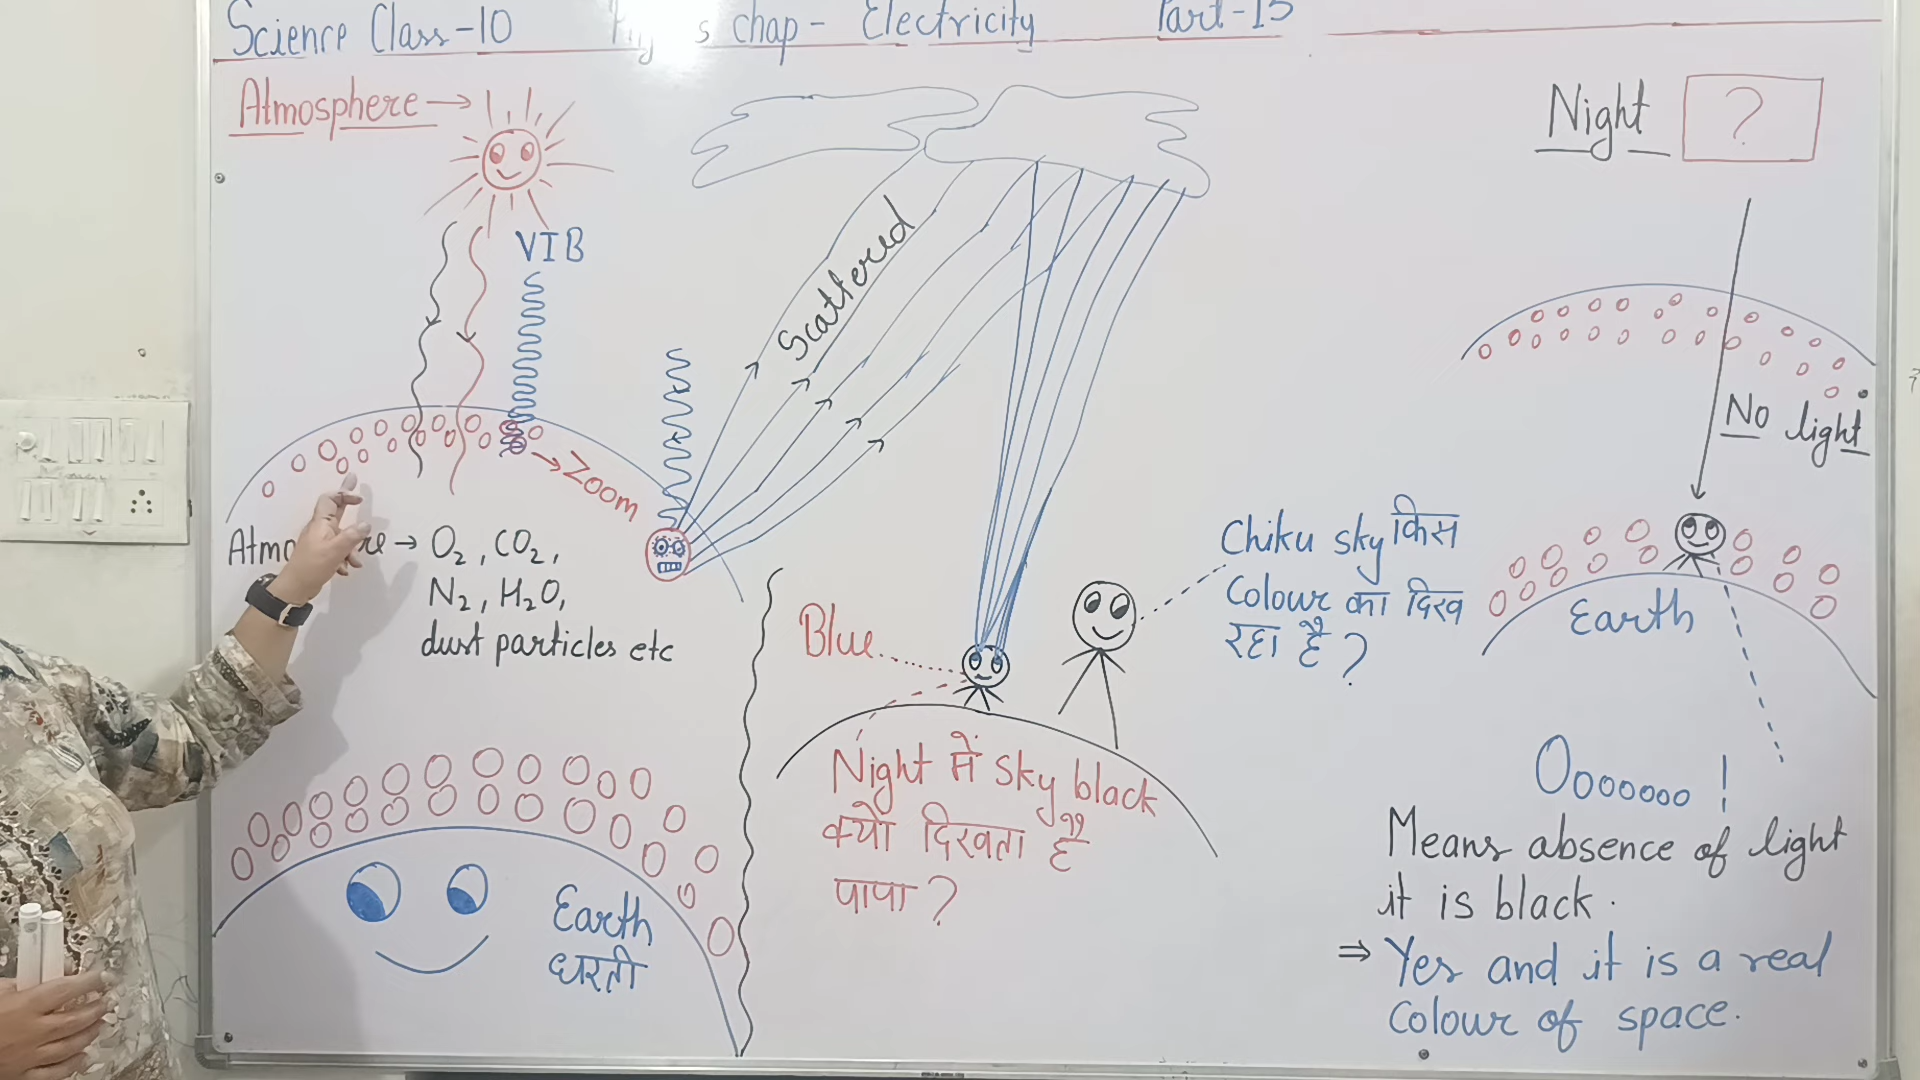 Science Class-10 s chap- Electricity Part-15
Atmosphere →
VIB
→ Zoom
→ O₂, CO₂,
N₂, H₂O,
dust particles etc
Earth
धरती
Scattered
Blue
Chiku sky किस
Colour का दिख
रहा है ?
Night में sky black
क्यों दिखता है
पापा ?
Night ?
No light
Earth
Ooooooo !
Means absence of light
it is black.
⇒ Yes and it is a real
Colour of space.